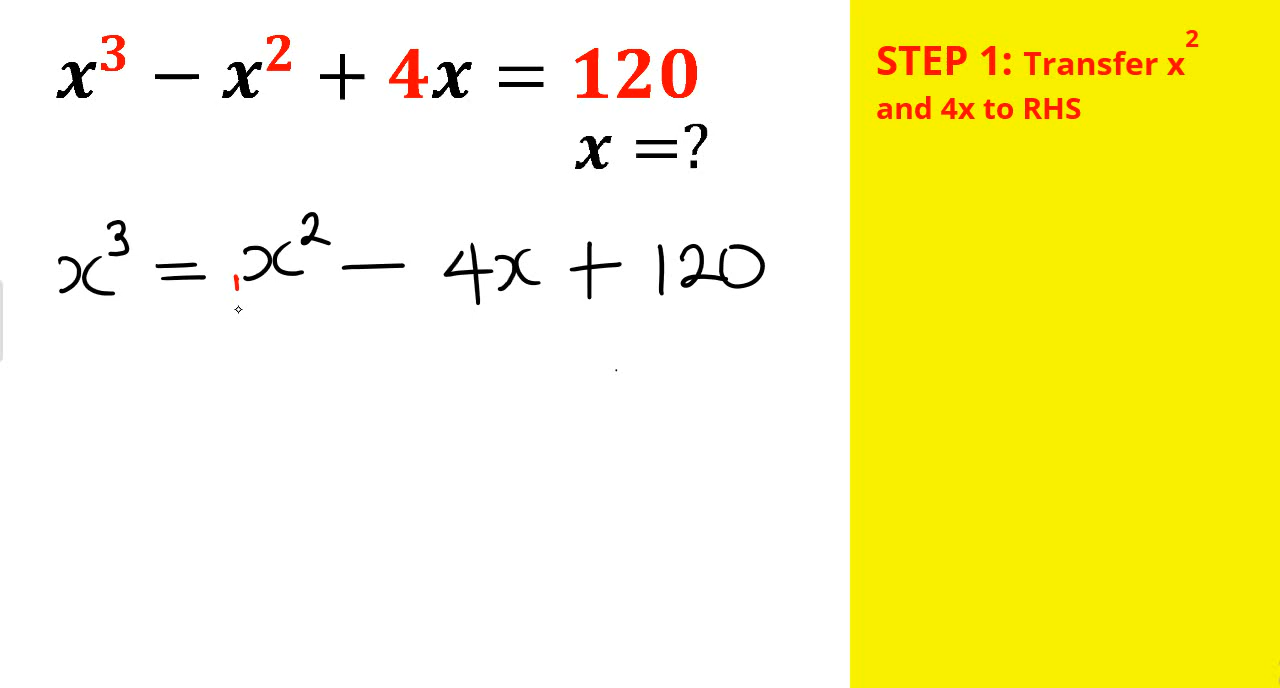 x³ − x² + 4x = 120
x =?
x³ = x² − 4x + 120
STEP 1: Transfer x²
and 4x to RHS